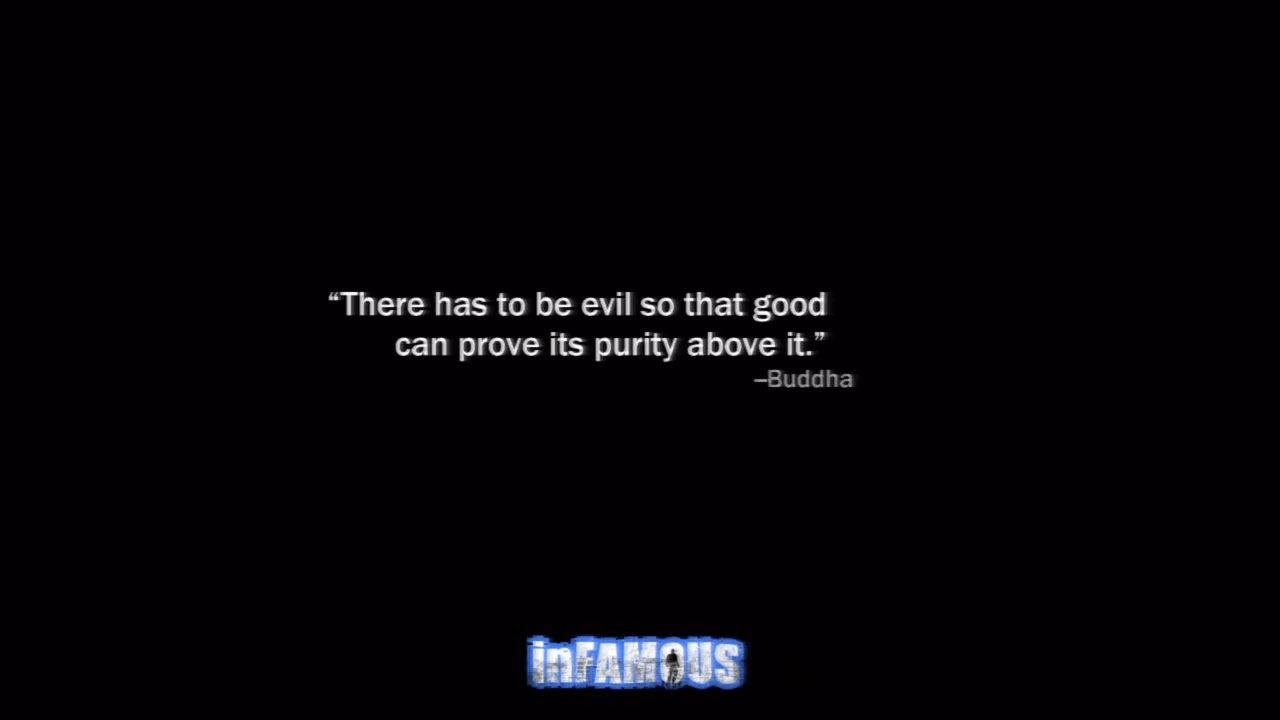 “There has to be evil so that good
can prove its purity above it.”
–Buddha
inFAMOUS